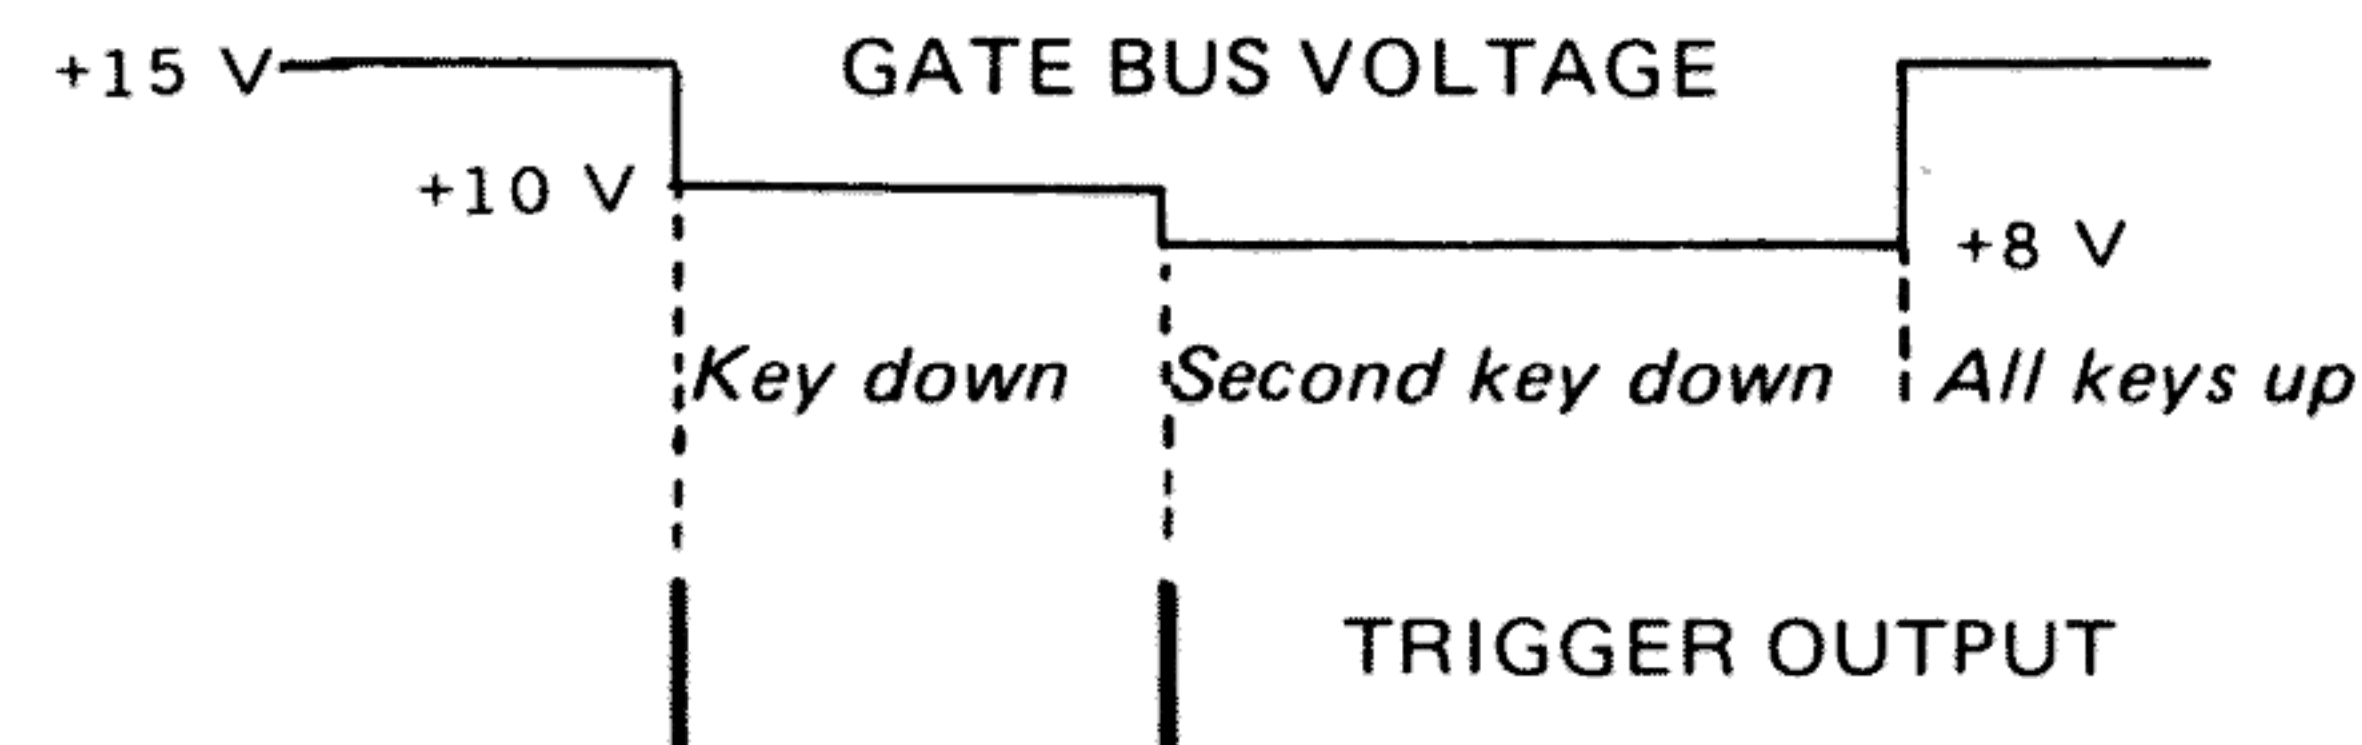 +15 V
GATE BUS VOLTAGE
+10 V
+8 V
Key down
Second key down
All keys up
TRIGGER OUTPUT